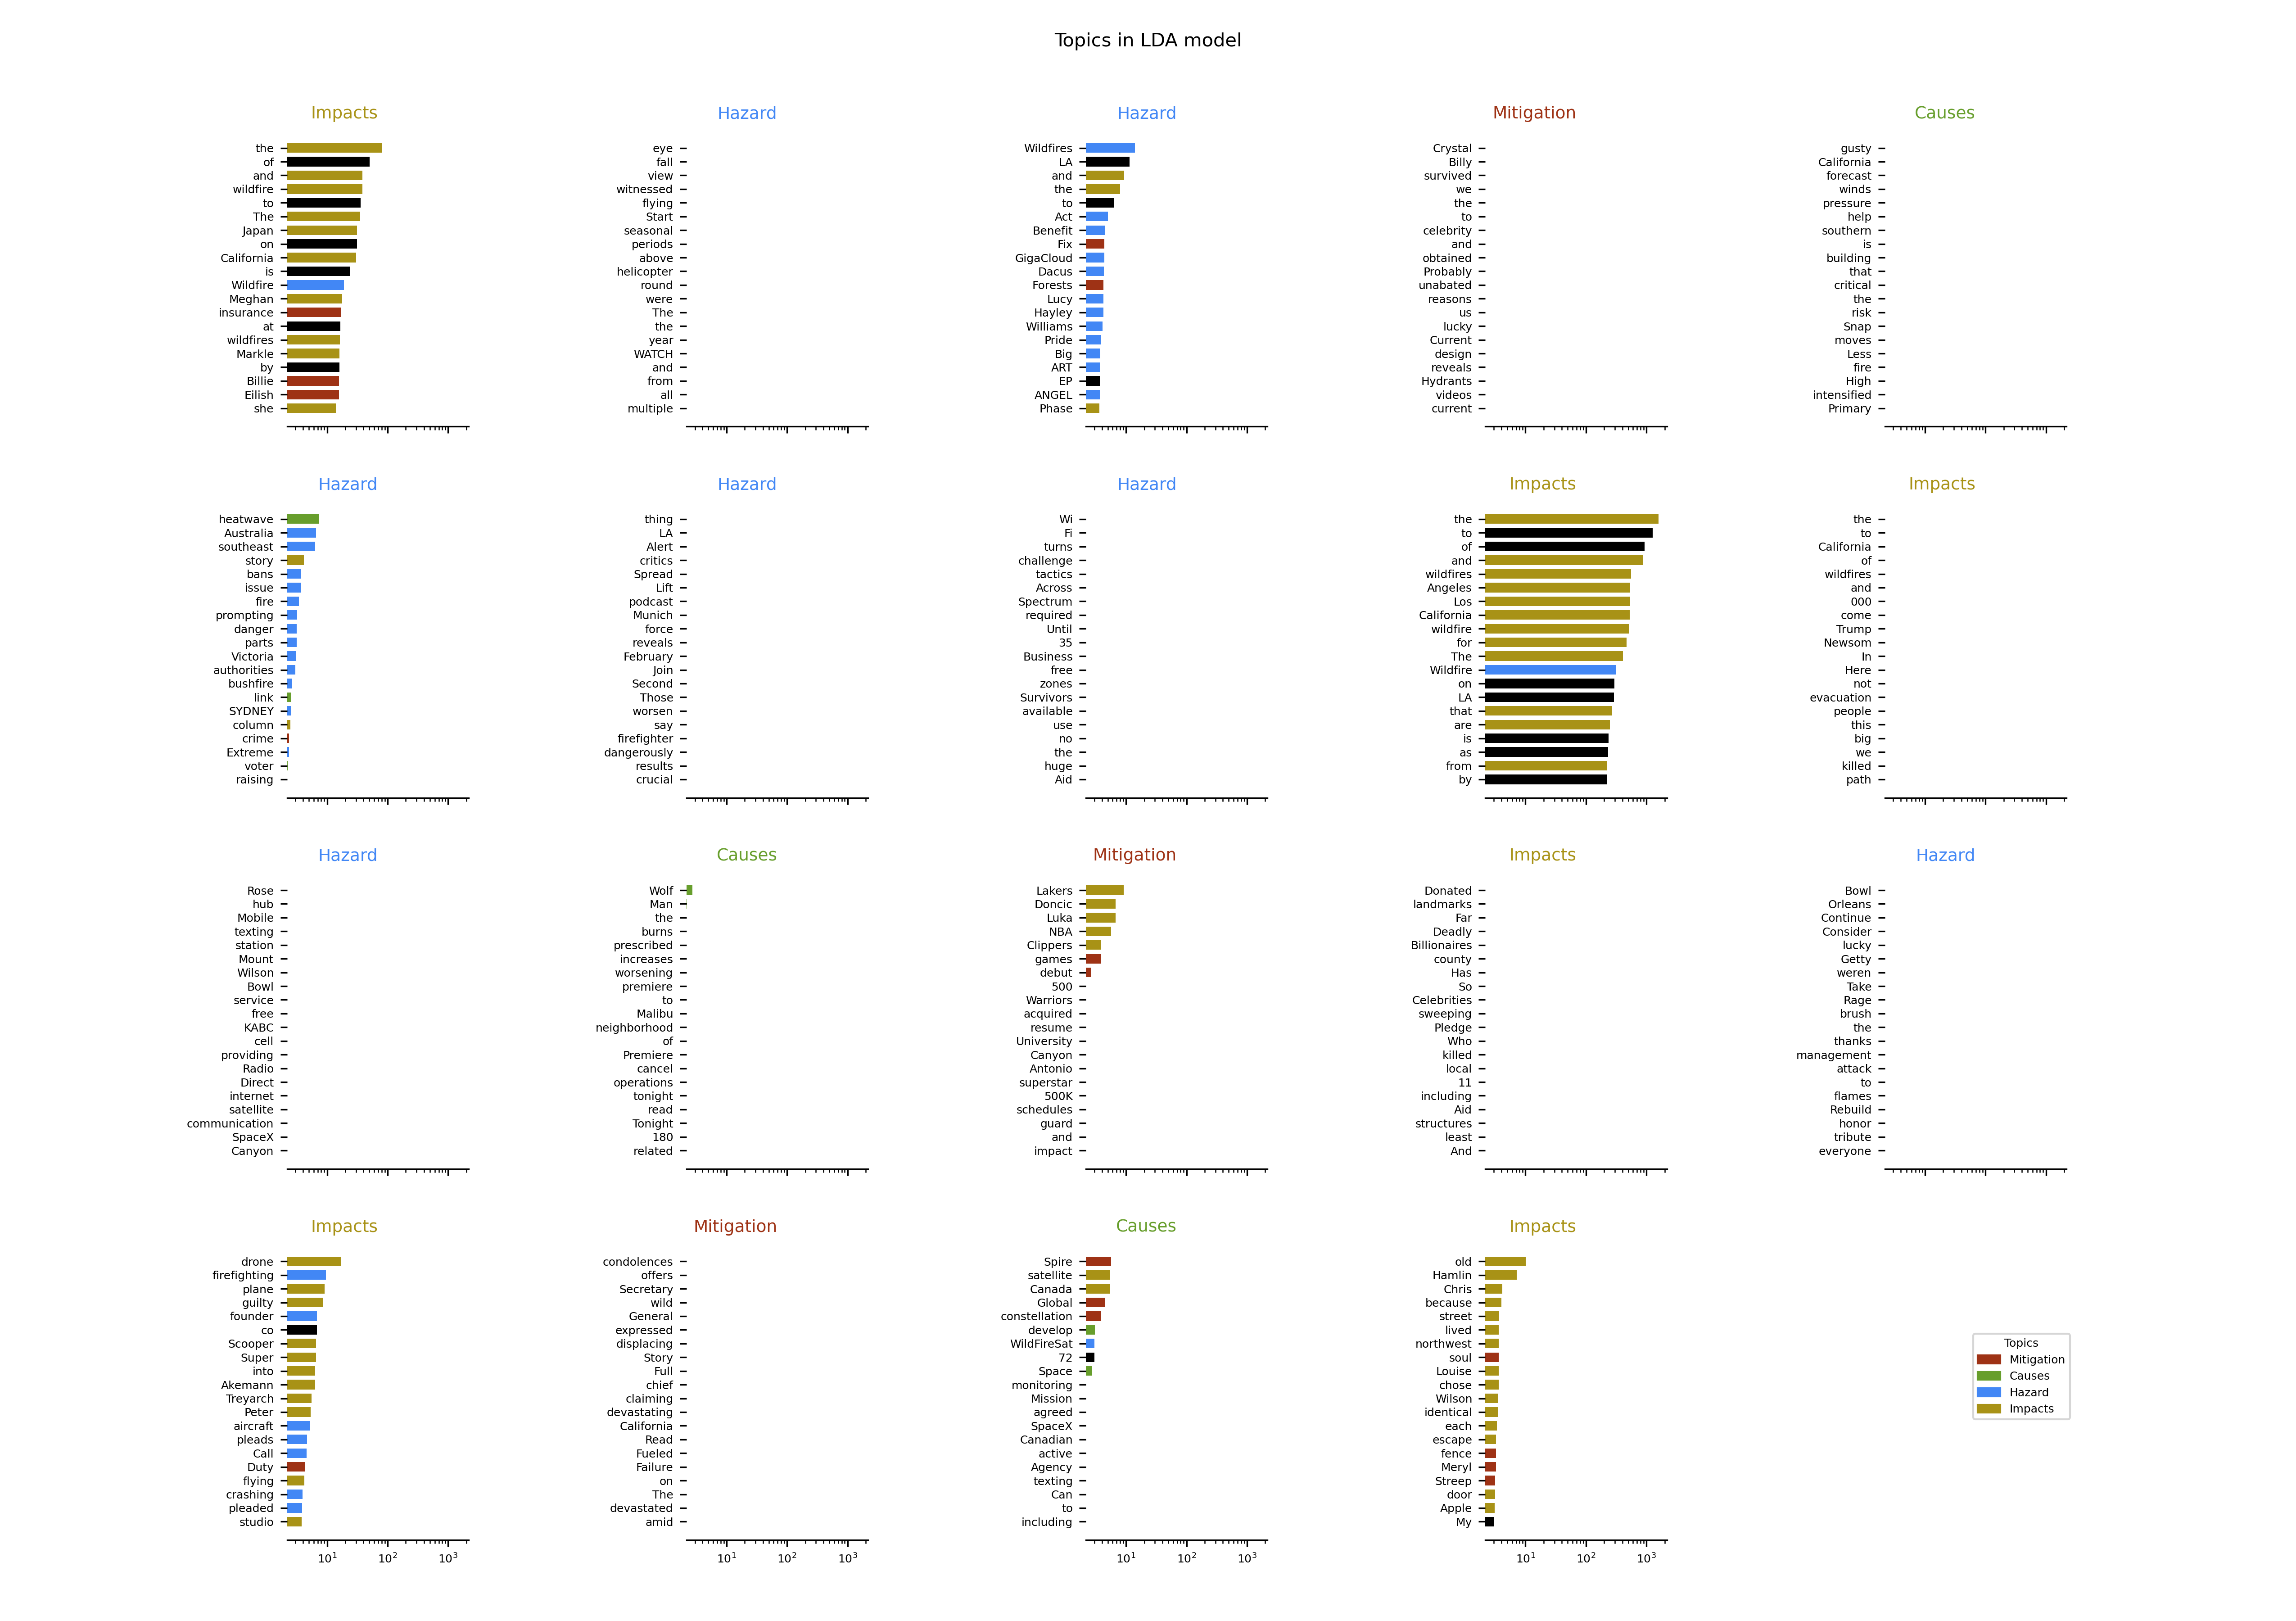 Topics in LDA model
Impacts
the
of
and
wildfire
to
The
Japan
on
California
is
Wildfire
Meghan
insurance
at
wildfires
Markle
by
Billie
Eilish
she
Hazard
eye
fall
view
witnessed
flying
Start
seasonal
periods
above
helicopter
round
were
The
the
year
WATCH
and
from
all
multiple
Hazard
Wildfires
LA
and
the
to
Act
Benefit
Fix
GigaCloud
Dacus
Forests
Lucy
Hayley
Williams
Pride
Big
ART
EP
ANGEL
Phase
Mitigation
Crystal
Billy
survived
we
the
to
celebrity
and
obtained
Probably
unabated
reasons
us
lucky
Current
design
reveals
Hydrants
videos
current
Causes
gusty
California
forecast
winds
pressure
help
southern
is
building
that
critical
the
risk
Snap
moves
Less
fire
High
intensified
Primary
Hazard
heatwave
Australia
southeast
story
bans
issue
fire
prompting
danger
parts
Victoria
authorities
bushfire
link
SYDNEY
column
crime
Extreme
voter
raising
Hazard
thing
LA
Alert
critics
Spread
Lift
podcast
Munich
force
reveals
February
Join
Second
Those
worsen
say
firefighter
dangerously
results
crucial
Hazard
Wi
Fi
turns
challenge
tactics
Across
Spectrum
required
Until
35
Business
free
zones
Survivors
available
use
no
the
huge
Aid
Impacts
the
to
of
and
wildfires
Angeles
Los
California
wildfire
for
The
Wildfire
on
LA
that
are
is
as
from
by
Impacts
the
to
California
of
wildfires
and
000
come
Trump
Newsom
In
Here
not
evacuation
people
this
big
we
killed
path
Hazard
Rose
hub
Mobile
texting
station
Mount
Wilson
Bowl
service
free
KABC
cell
providing
Radio
Direct
internet
satellite
communication
SpaceX
Canyon
Causes
Wolf
Man
the
burns
prescribed
increases
worsening
premiere
to
Malibu
neighborhood
of
Premiere
cancel
operations
tonight
read
Tonight
180
related
Mitigation
Lakers
Doncic
Luka
NBA
Clippers
games
debut
500
Warriors
acquired
resume
University
Canyon
Antonio
superstar
500K
schedules
guard
and
impact
Impacts
Donated
landmarks
Far
Deadly
Billionaires
county
Has
So
Celebrities
sweeping
Pledge
Who
killed
local
11
including
Aid
structures
least
And
Hazard
Bowl
Orleans
Continue
Consider
lucky
Getty
weren
Take
Rage
brush
the
thanks
management
attack
to
flames
Rebuild
honor
tribute
everyone
Impacts
drone
firefighting
plane
guilty
founder
co
Scooper
Super
into
Akemann
Treyarch
Peter
aircraft
pleads
Call
Duty
flying
crashing
pleaded
studio
10¹ 10² 10³
Mitigation
condolences
offers
Secretary
wild
General
expressed
displacing
Story
Full
chief
claiming
devastating
California
Read
Fueled
Failure
on
The
devastated
amid
10¹ 10² 10³
Causes
Spire
satellite
Canada
Global
constellation
develop
WildFireSat
72
Space
monitoring
Mission
agreed
SpaceX
Canadian
active
Agency
texting
Can
to
including
10¹ 10² 10³
Impacts
old
Hamlin
Chris
because
street
lived
northwest
soul
Louise
chose
Wilson
identical
each
escape
fence
Meryl
Streep
door
Apple
My
10¹ 10² 10³
Topics
Mitigation
Causes
Hazard
Impacts